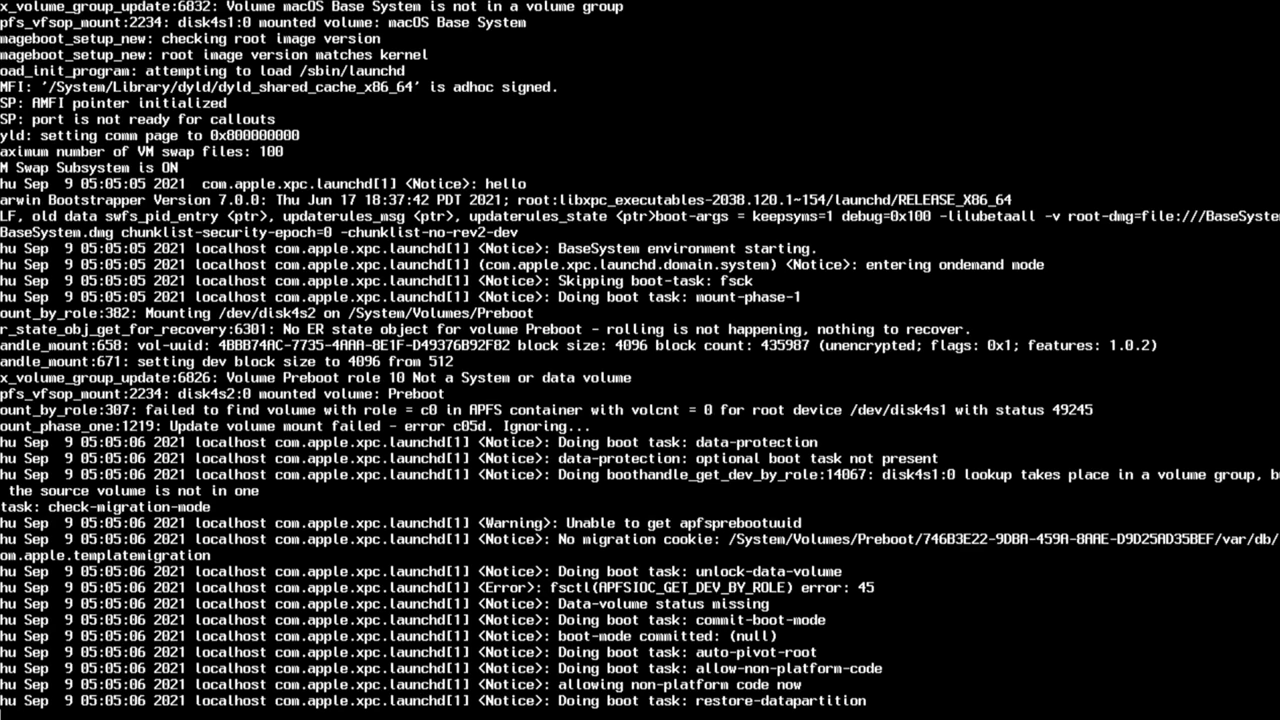 x_volume_group_update:6832: Volume macOS Base System is not in a volume group
pfs_vfsop_mount:2234: disk4s1:0 mounted volume: macOS Base System
mageboot_setup_new: checking root image version
mageboot_setup_new: root image version matches kernel
oad_init_program: attempting to load /sbin/launchd
MFI: '/System/Library/dyld/dyld_shared_cache_x86_64' is adhoc signed.
SP: AMFI pointer initialized
SP: port is not ready for callouts
yld: setting comm page to 0x800000000
aximum number of VM swap files: 100
M Swap Subsystem is ON
hu Sep  9 05:05:05 2021  com.apple.xpc.launchd[1] <Notice>: hello
arwin Bootstrapper Version 7.0.0: Thu Jun 17 18:37:42 PDT 2021; root:libxpc_executables-2038.120.1~154/launchd/RELEASE_X86_64
LF, old data swfs_pid_entry <ptr>, updaterules_msg <ptr>, updaterules_state <ptr>boot-args = keepsyms=1 debug=0x100 -lilubetaall -v root-dmg=file:///BaseSyste
BaseSystem.dmg chunklist-security-epoch=0 -chunklist-no-rev2-dev
hu Sep  9 05:05:05 2021 localhost com.apple.xpc.launchd[1] <Notice>: BaseSystem environment starting.
hu Sep  9 05:05:05 2021 localhost com.apple.xpc.launchd[1] (com.apple.xpc.launchd.domain.system) <Notice>: entering ondemand mode
hu Sep  9 05:05:05 2021 localhost com.apple.xpc.launchd[1] <Notice>: Skipping boot-task: fsck
hu Sep  9 05:05:05 2021 localhost com.apple.xpc.launchd[1] <Notice>: Doing boot task: mount-phase-1
ount_by_role:382: Mounting /dev/disk4s2 on /System/Volumes/Preboot
r_state_obj_get_for_recovery:6301: No ER state object for volume Preboot - rolling is not happening, nothing to recover.
andle_mount:658: vol-uuid: 4BBB74AC-7735-4AAA-8E1F-D49376B92F82 block size: 4096 block count: 435987 (unencrypted; flags: 0x1; features: 1.0.2)
andle_mount:671: setting dev block size to 4096 from 512
x_volume_group_update:6826: Volume Preboot role 10 Not a System or data volume
pfs_vfsop_mount:2234: disk4s2:0 mounted volume: Preboot
ount_by_role:307: failed to find volume with role = c0 in APFS container with volcnt = 0 for root device /dev/disk4s1 with status 49245
ount_phase_one:1219: Update volume mount failed - error c05d. Ignoring...
hu Sep  9 05:05:06 2021 localhost com.apple.xpc.launchd[1] <Notice>: Doing boot task: data-protection
hu Sep  9 05:05:06 2021 localhost com.apple.xpc.launchd[1] <Notice>: data-protection: optional boot task not present
hu Sep  9 05:05:06 2021 localhost com.apple.xpc.launchd[1] <Notice>: Doing boothandle_get_dev_by_role:14067: disk4s1:0 lookup takes place in a volume group, b
 the source volume is not in one
task: check-migration-mode
hu Sep  9 05:05:06 2021 localhost com.apple.xpc.launchd[1] <Warning>: Unable to get apfsprebootuuid
hu Sep  9 05:05:06 2021 localhost com.apple.xpc.launchd[1] <Notice>: No migration cookie: /System/Volumes/Preboot/746B3E22-9DBA-459A-8AAE-D9D25AD35BEF/var/db/
om.apple.templatemigration
hu Sep  9 05:05:06 2021 localhost com.apple.xpc.launchd[1] <Notice>: Doing boot task: unlock-data-volume
hu Sep  9 05:05:06 2021 localhost com.apple.xpc.launchd[1] <Error>: fsctl(APFSIOC_GET_DEV_BY_ROLE) error: 45
hu Sep  9 05:05:06 2021 localhost com.apple.xpc.launchd[1] <Notice>: Data-volume status missing
hu Sep  9 05:05:06 2021 localhost com.apple.xpc.launchd[1] <Notice>: Doing boot task: commit-boot-mode
hu Sep  9 05:05:06 2021 localhost com.apple.xpc.launchd[1] <Notice>: boot-mode committed: (null)
hu Sep  9 05:05:06 2021 localhost com.apple.xpc.launchd[1] <Notice>: Doing boot task: auto-pivot-root
hu Sep  9 05:05:06 2021 localhost com.apple.xpc.launchd[1] <Notice>: Doing boot task: allow-non-platform-code
hu Sep  9 05:05:06 2021 localhost com.apple.xpc.launchd[1] <Notice>: allowing non-platform code now
hu Sep  9 05:05:06 2021 localhost com.apple.xpc.launchd[1] <Notice>: Doing boot task: restore-datapartition